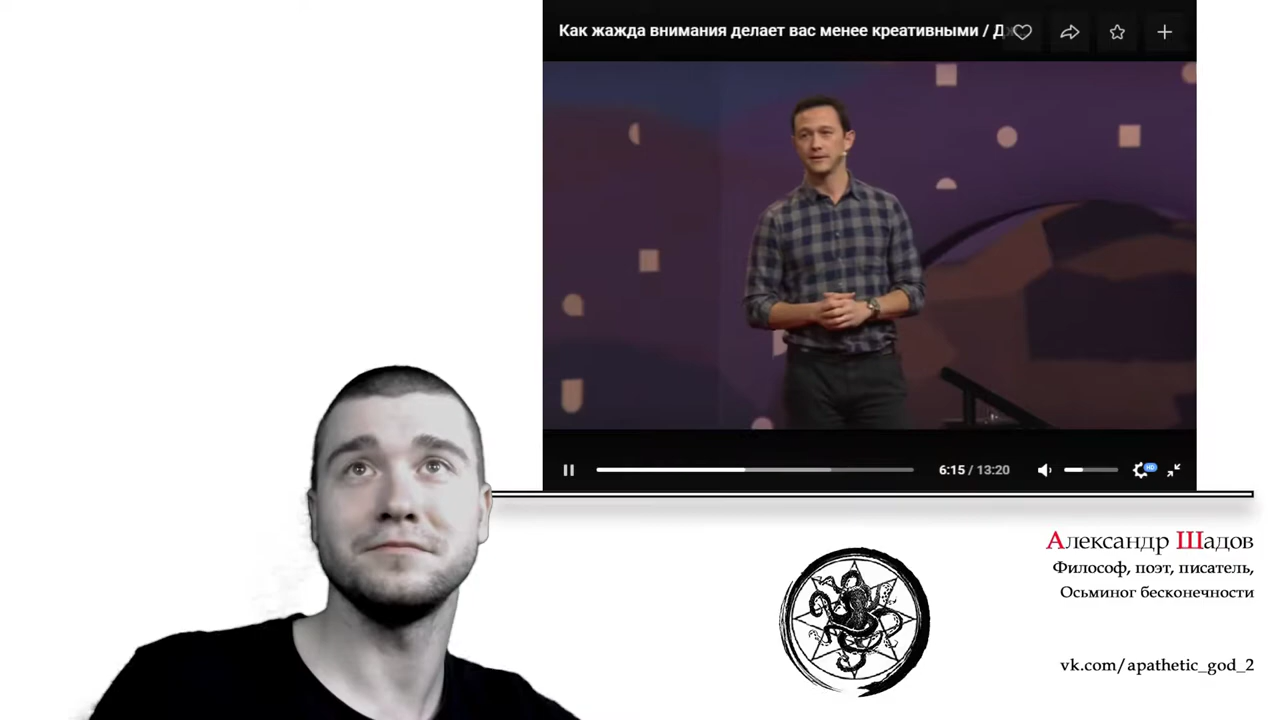 Как жажда внимания делает вас менее креативными /
6:15 / 13:20
HD
Александр Шадов
Философ, поэт, писатель,
Осьминог бесконечности
vk.com/apathetic_god_2